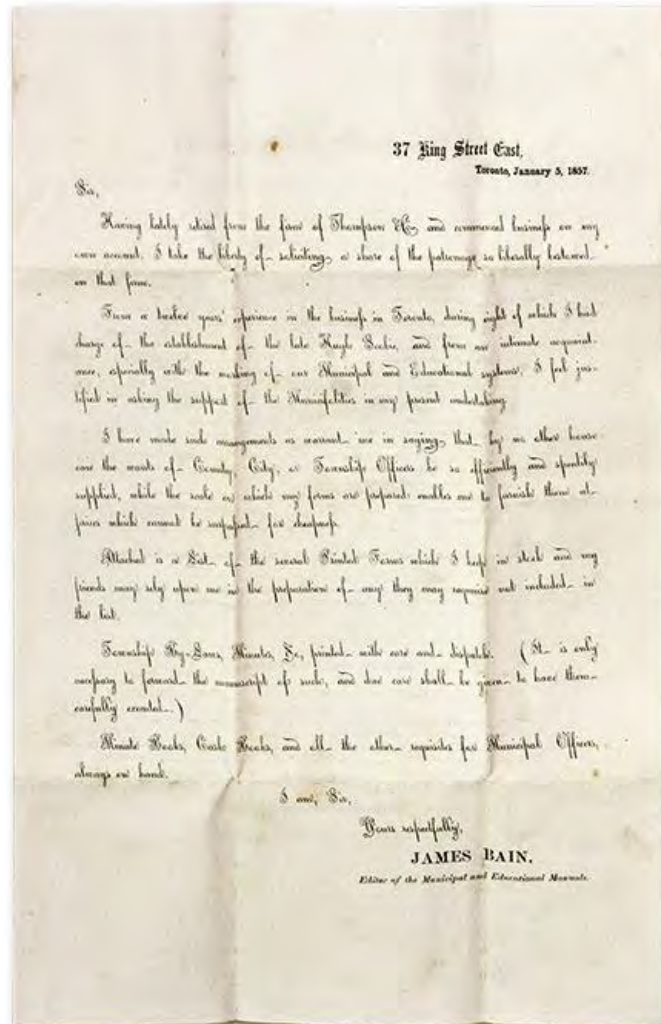 37 King Street East,
Toronto, January 5, 1857.
Sir,
Having lately retired from the firm of Thompson & Co., and commenced business on my
own account, I take the liberty of soliciting a share of the patronage so liberally bestowed
on that firm.
From a twelve years' experience in the business in Toronto, during eight of which I had
charge of the establishment of the late Hugh Scobie, and from an intimate acquaint-
ance, especially with the working of our Municipal and Educational systems, I feel jus-
tified in asking the support of the Municipalities in my present undertaking.
I have made such arrangements as warrant me in saying that by no other house
can the wants of County, City, or Township Officers be so efficiently and speedily
supplied, while the scale on which my forms are prepared enables me to furnish them at
prices which cannot be surpassed for cheapness.
Attached is a List of the several Printed Forms which I keep in stock and my
friends may rely upon me in the preparation of any they may require not included in
the list.
Township By-Laws, Minutes, &c., printed with care and dispatch. (It is only
necessary to forward the manuscript of such, and due care shall be given to have them
carefully executed.)
Minute Books, Cash Books, and all the other requisites for Municipal Officers,
always on hand.
I am, Sir,
Yours respectfully,
JAMES BAIN,
Editor of the Municipal and Educational Manuals.